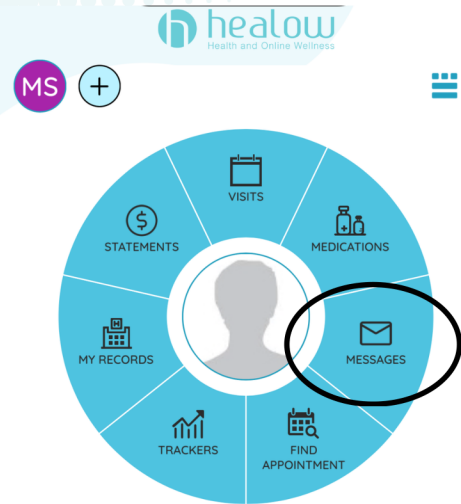 healow
Health and Online Wellness
MS
VISITS
STATEMENTS
MEDICATIONS
MY RECORDS
MESSAGES
TRACKERS
FIND
APPOINTMENT